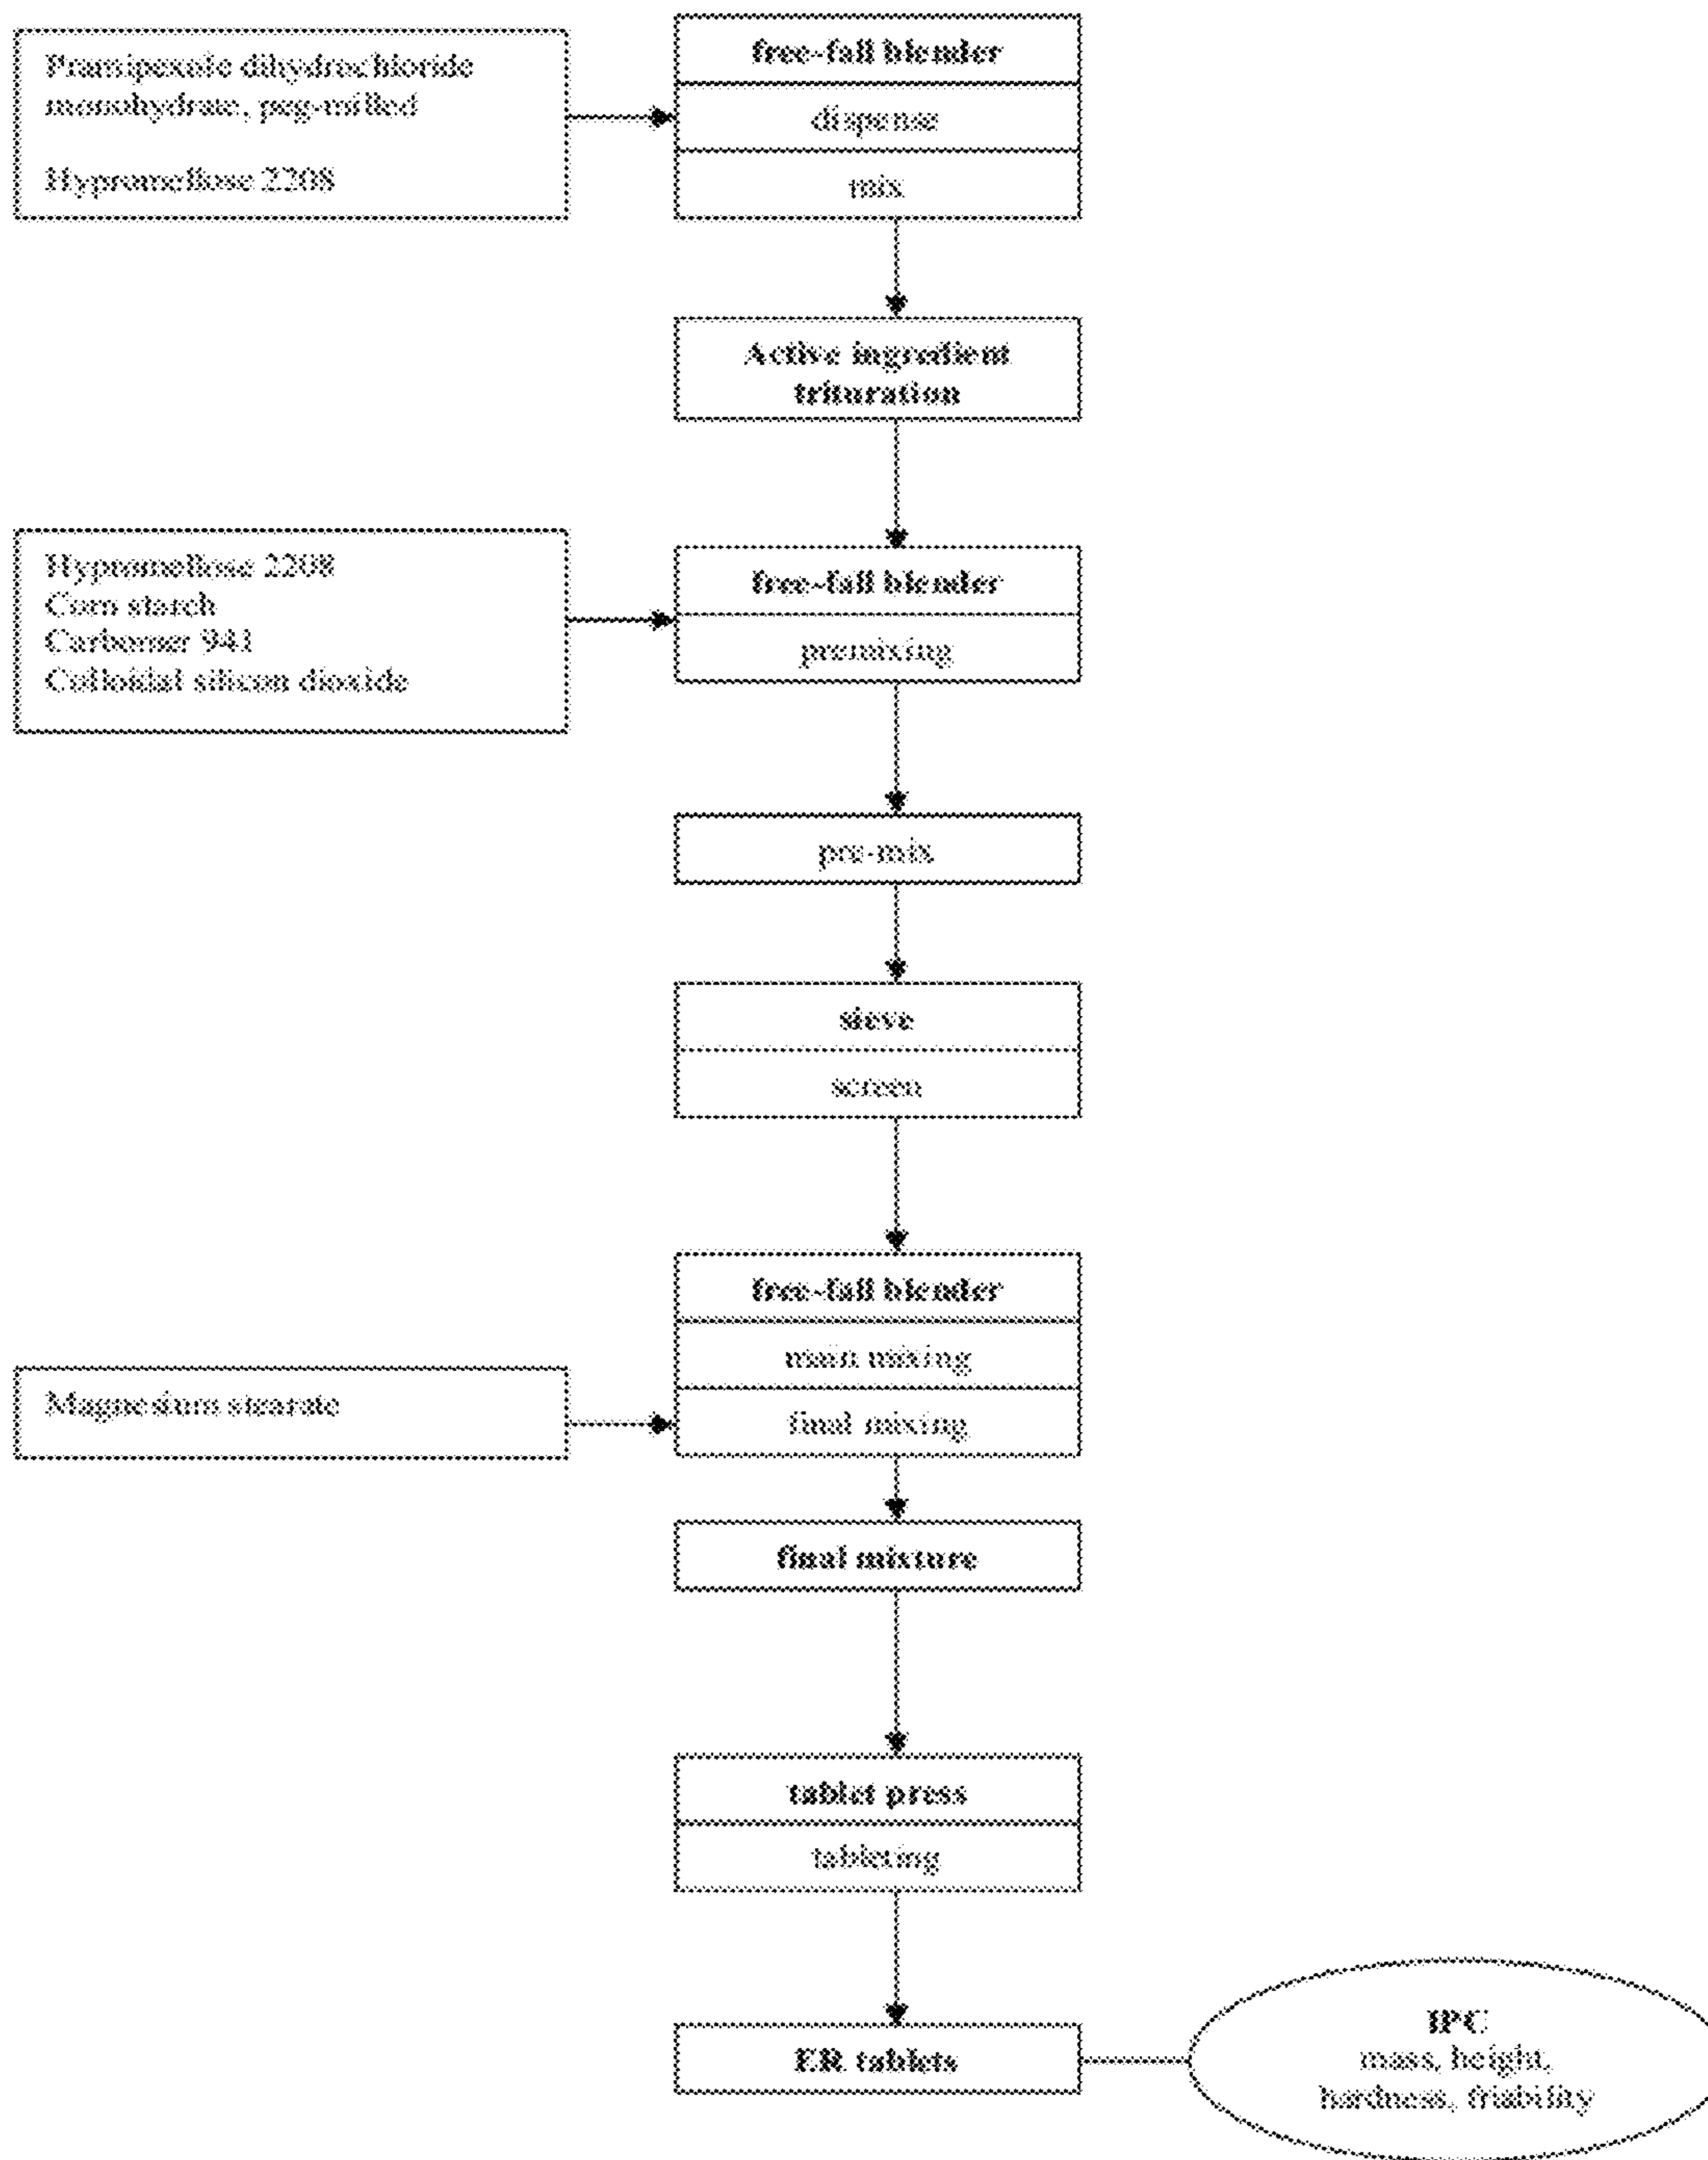 Pramipexole dihydrochloride
monohydrate, peg-milled
Hypromellose 2208
free-fall blender
dispense
mix
Active ingredient
trituration
Hypromellose 2208
Corn starch
Carbomer 941
Colloidal silicon dioxide
free-fall blender
premixing
pre-mix
sieve
screen
free-fall blender
main mixing
Magnesium stearate
final mixing
final mixture
tablet press
tableting
ER tablets
IPC
mass, height,
hardness, friability